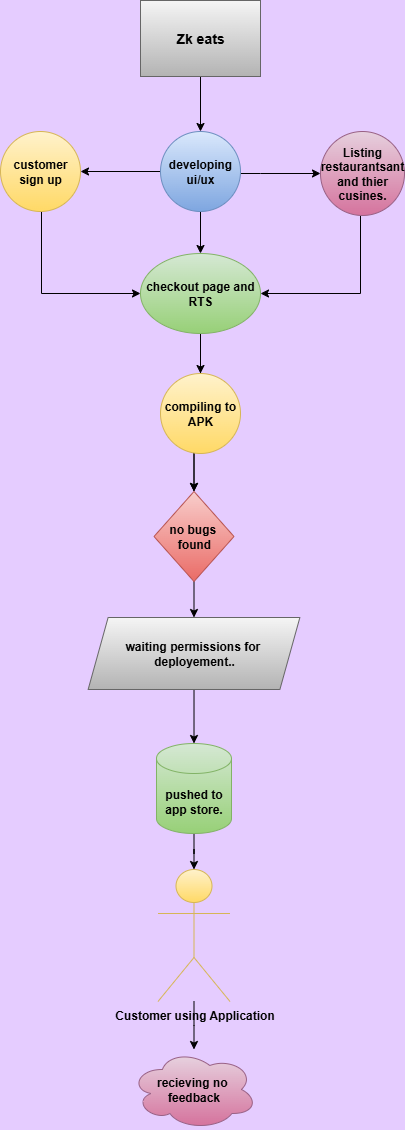 Zk eats
customer
sign up
developing
ui/ux
Listing
restaurantsant
and thier
cusines.
checkout page and
RTS
compiling to
APK
no bugs
found
waiting permissions for
deployement..
pushed to
app store.
Customer using Application
recieving no
feedback